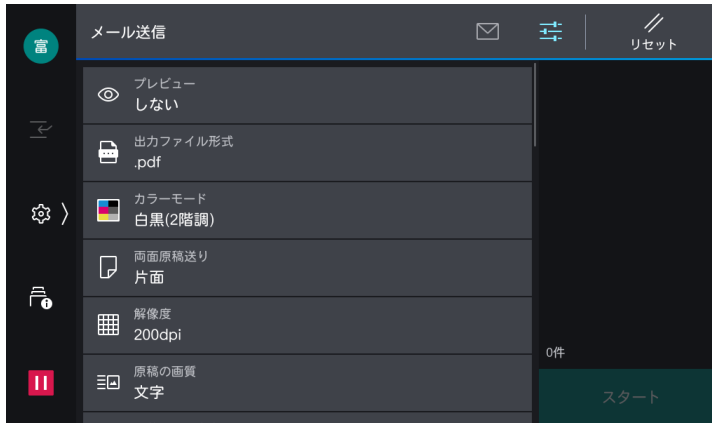 富
メール送信
リセット
プレビュー
しない
出力ファイル形式
.pdf
カラーモード
白黒(2階調)
両面原稿送り
片面
解像度
200dpi
原稿の画質
文字
0件
スタート